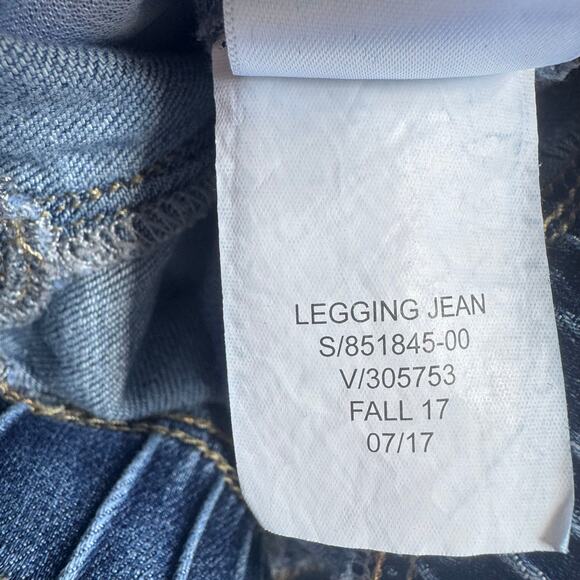 LEGGING JEAN
S/851845-00
V/305753
FALL 17
07/17